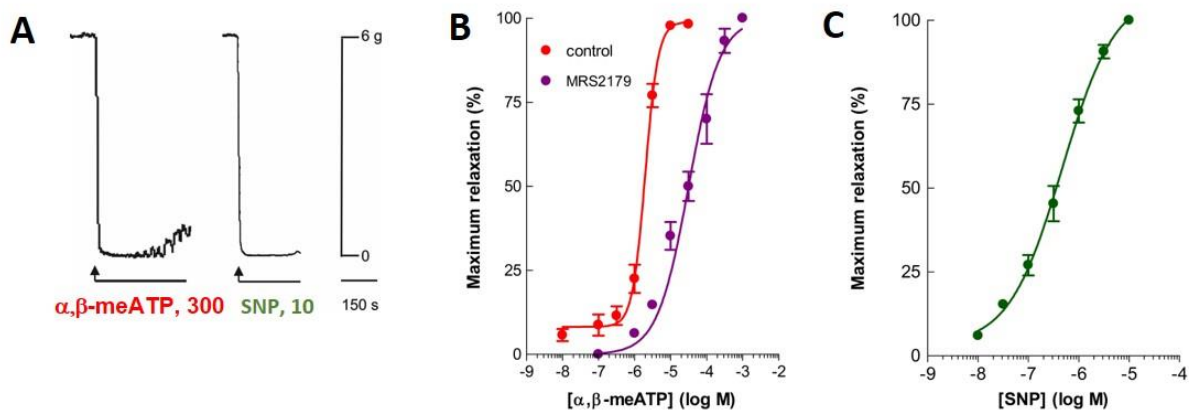 A
6 g
0
α,β-meATP, 300
SNP, 10
150 s
B
control
MRS2179
Maximum relaxation (%)
100
75
50
25
0
-9 -8 -7 -6 -5 -4 -3 -2
[α,β-meATP] (log M)
C
Maximum relaxation (%)
100
75
50
25
0
-9 -8 -7 -6 -5 -4
[SNP] (log M)